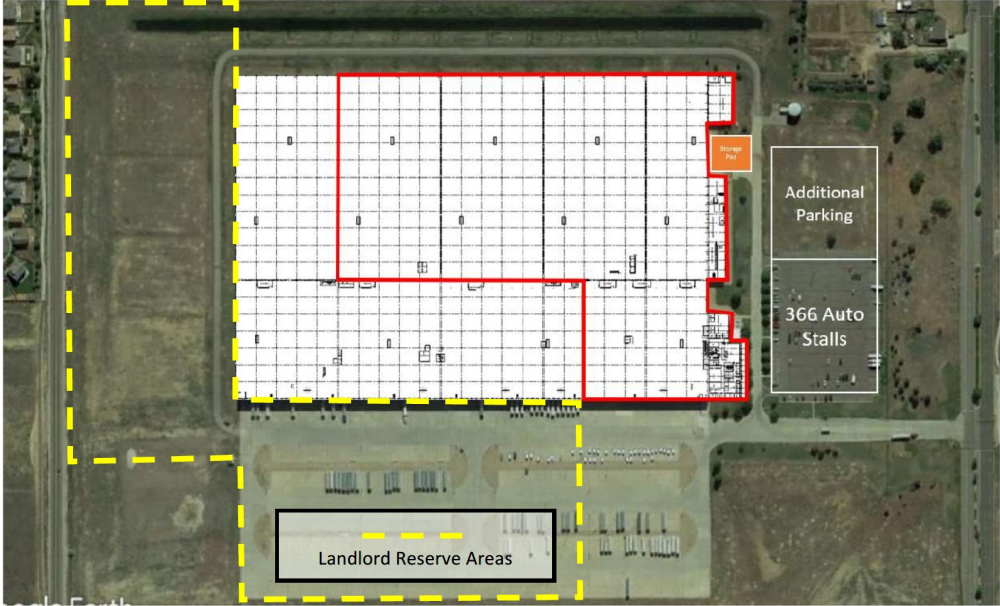 Storage
Pad
Additional
Parking
366 Auto
Stalls
Landlord Reserve Areas